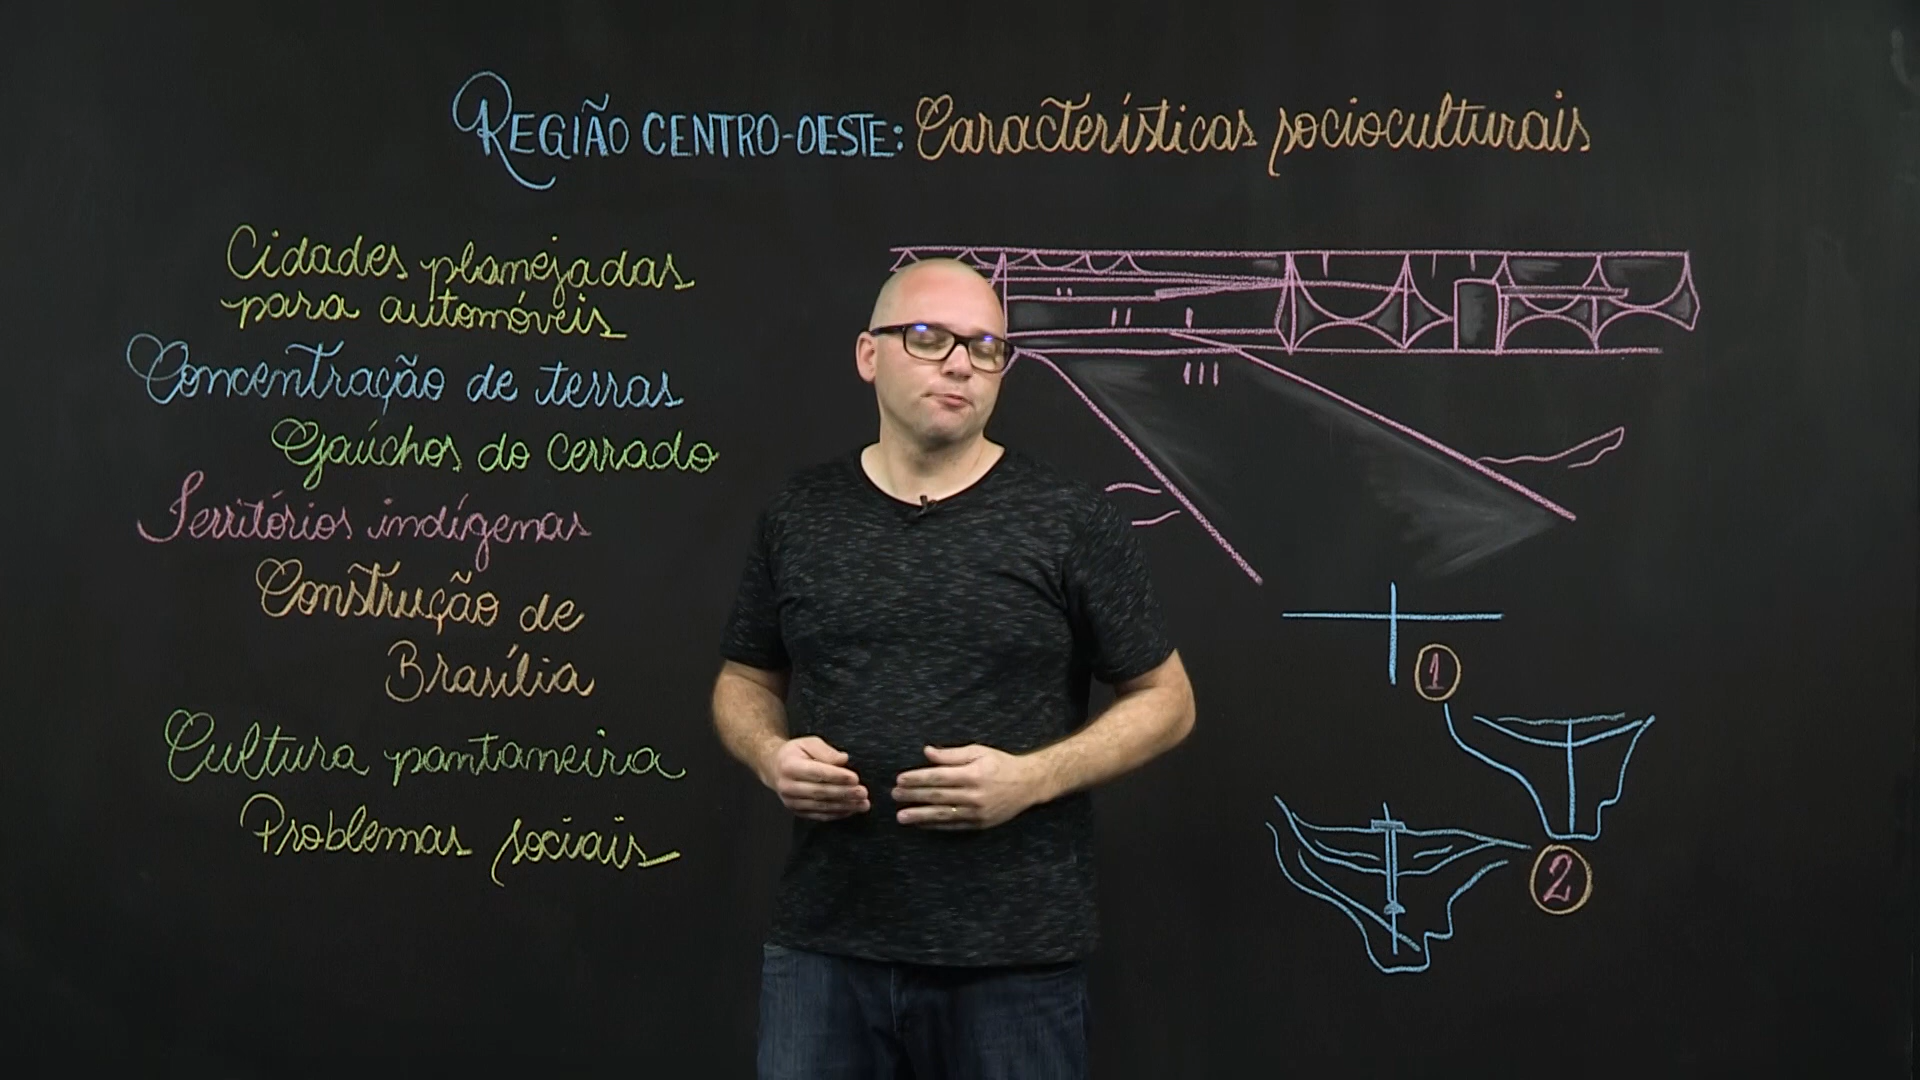 REGIÃO CENTRO-OESTE: Características socioculturais
Cidades planejadas
para automóveis
Concentração de terras
Gaúchos do cerrado
Territórios indígenas
Construção de
Brasília
Cultura pantaneira
Problemas sociais
1
2